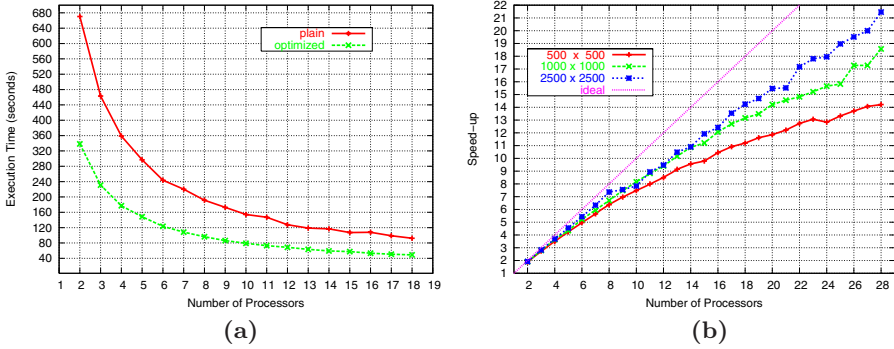 680
640
600
560
520
480
440
400
360
320
280
240
200
160
120
80
40
Execution Time (seconds)
plain
optimized
1 2 3 4 5 6 7 8 9 10 11 12 13 14 15 16 17 18 19
Number of Processors
(a)
22
21
20
19
18
17
16
15
14
13
12
11
10
9
8
7
6
5
4
3
2
1
Speed-up
500 x 500
1000 x 1000
2500 x 2500
ideal
2 4 6 8 10 12 14 16 18 20 22 24 26 28
Number of Processors
(b)